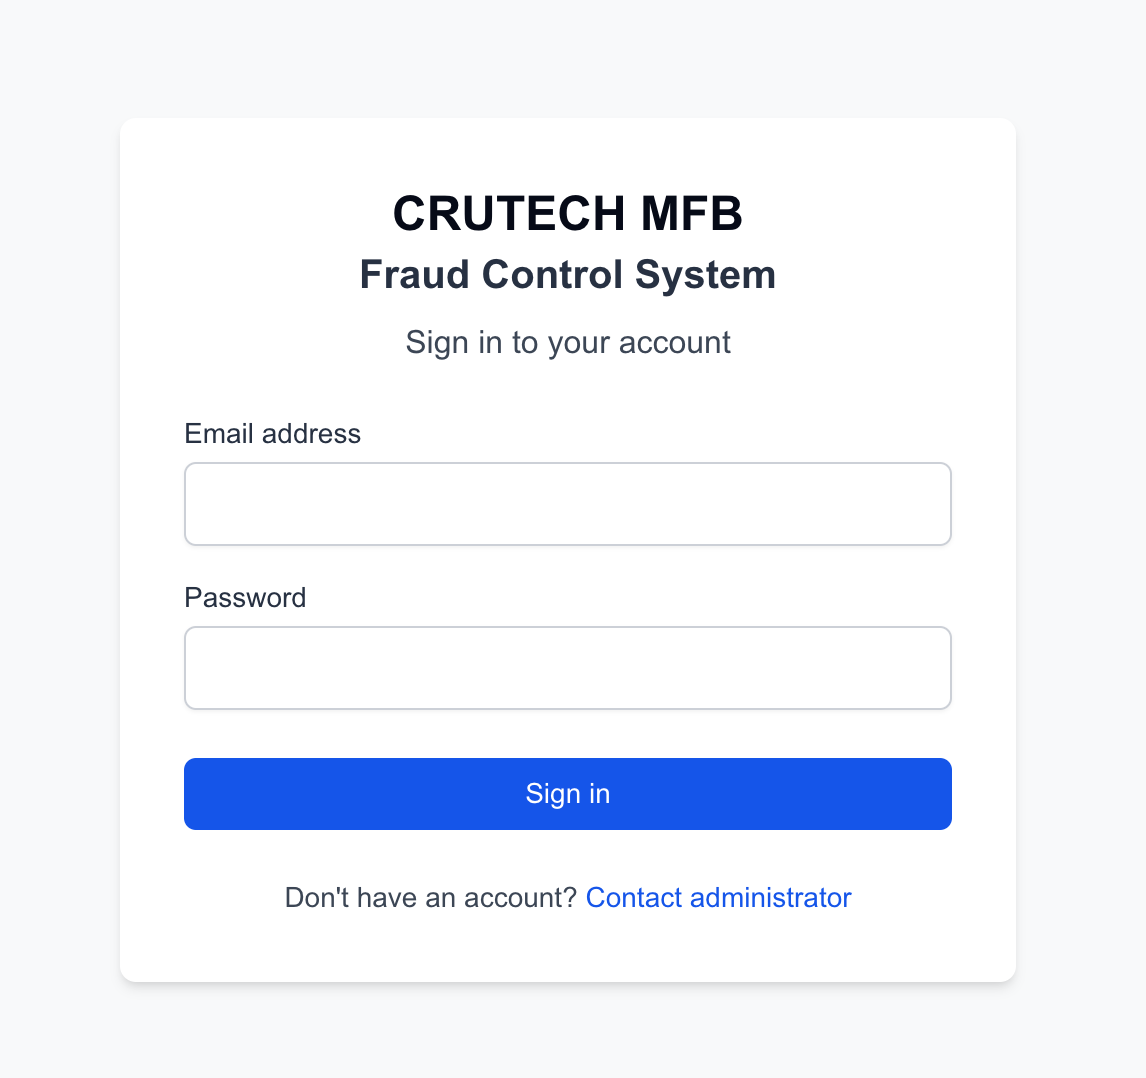 CRUTECH MFB
Fraud Control System
Sign in to your account
Email address
Password
Sign in
Don't have an account? Contact administrator